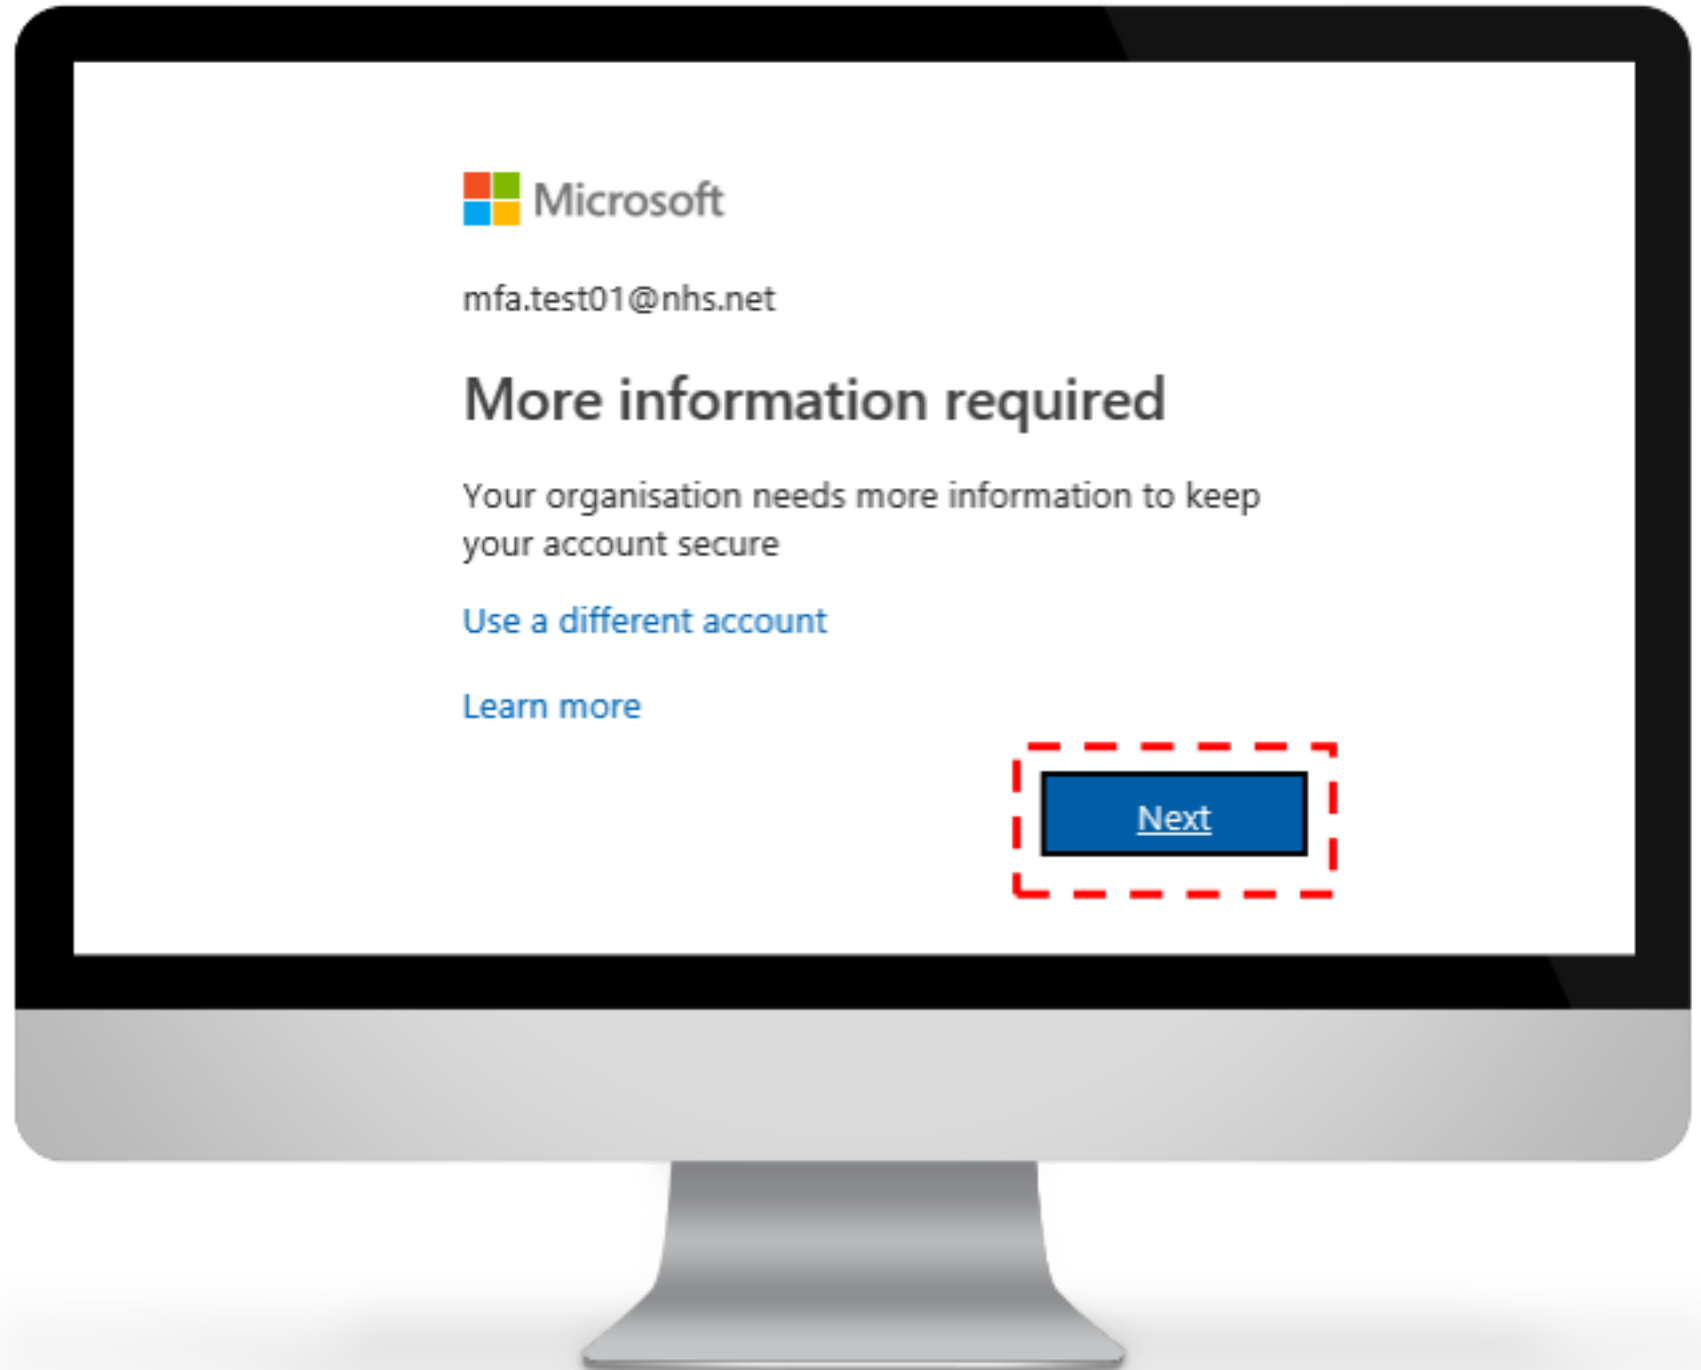 Microsoft
mfa.test01@nhs.net
More information required
Your organisation needs more information to keep
your account secure
Use a different account
Learn more
Next